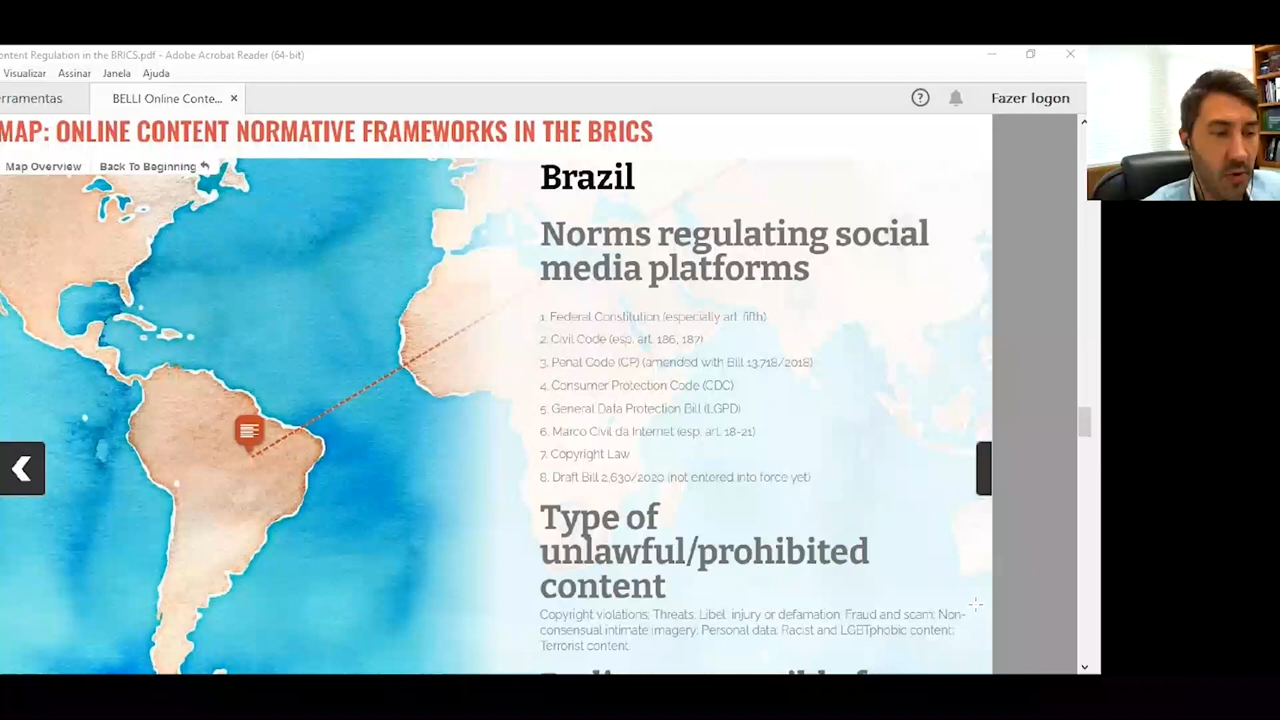 ontent Regulation in the BRICS.pdf - Adobe Acrobat Reader (64-bit)
Visualizar Assinar Janela Ajuda
rramentas BELLI Online Conte... × Fazer logon
MAP: ONLINE CONTENT NORMATIVE FRAMEWORKS IN THE BRICS
Map Overview Back To Beginning
Brazil
Norms regulating social
media platforms
1. Federal Constitution (especially art. fifth)
2. Civil Code (esp. art. 186, 187)
3. Penal Code (CP) (amended with Bill 13.718/2018)
4. Consumer Protection Code (CDC)
5. General Data Protection Bill (LGPD)
6. Marco Civil da Internet (esp. art. 18-21)
7. Copyright Law
8. Draft Bill 2.630/2020 (not entered into force yet)
Type of
unlawful/prohibited
content
Copyright violations; Threats; Libel, injury or defamation; Fraud and scam; Non-
consensual intimate imagery; Personal data; Racist and LGBTphobic content;
Terrorist content.